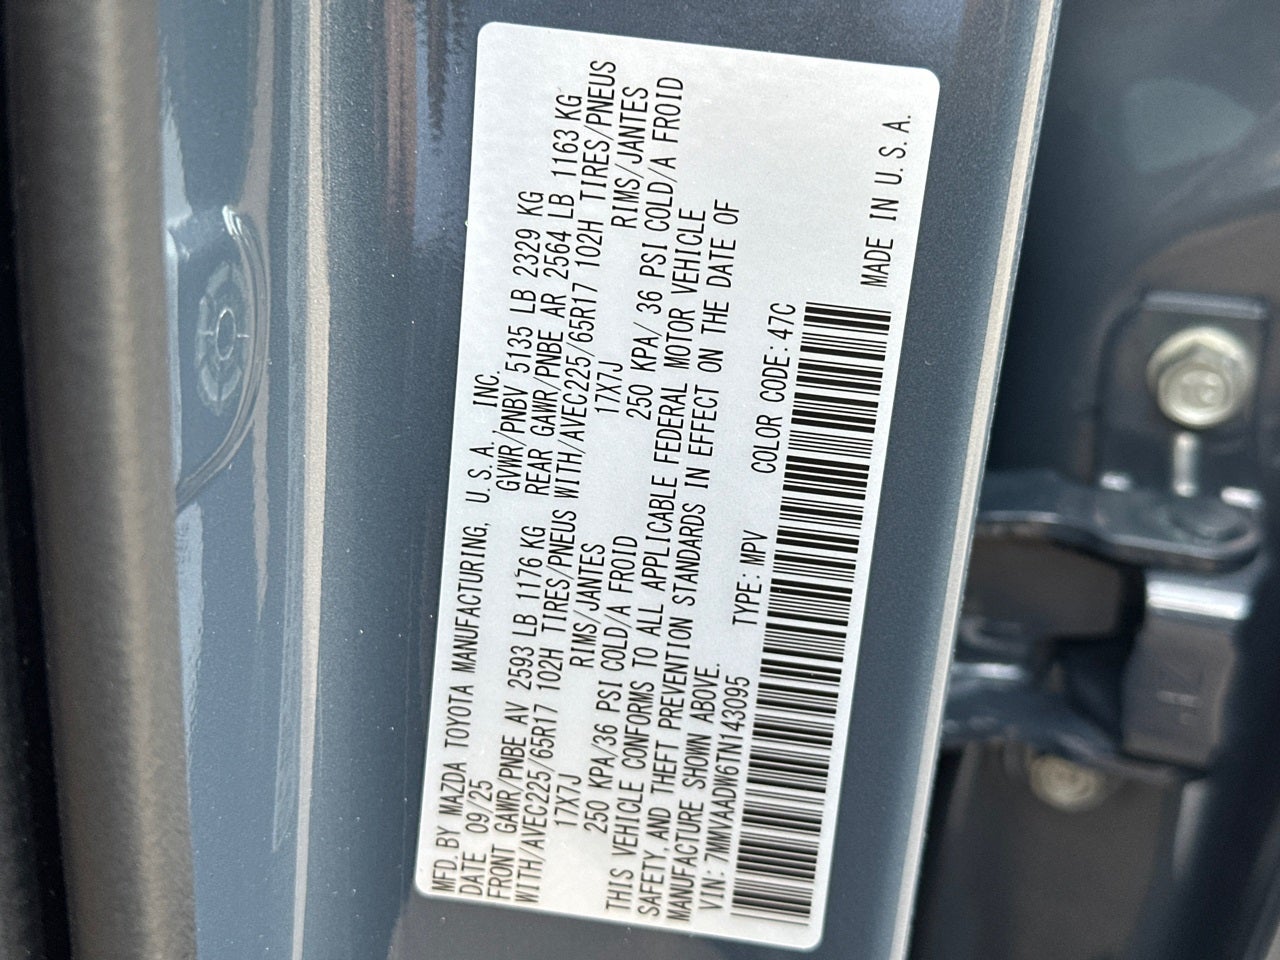 MFD. BY MAZDA TOYOTA MANUFACTURING, U. S. A. INC.
DATE 09/25 GVWR/PNBV 5135 LB 2329 KG
FRONT GAWR/PNBE AV 2593 LB 1176 KG REAR GAWR/PNBE AR 2564 LB 1163 KG
WITH/AVEC225/65R17 102H TIRES/PNEUS WITH/AVEC225/65R17 102H TIRES/PNEUS
17X7J RIMS/JANTES 17X7J RIMS/JANTES
250 KPA/36 PSI COLD/A FROID 250 KPA/ 36 PSI COLD/A FROID
THIS VEHICLE CONFORMS TO ALL APPLICABLE FEDERAL MOTOR VEHICLE
SAFETY, AND THEFT PREVENTION STANDARDS IN EFFECT ON THE DATE OF
MANUFACTURE SHOWN ABOVE.
VIN: 7MMVAADW6TN143095 TYPE: MPV COLOR CODE: 47C
MADE IN U. S. A.